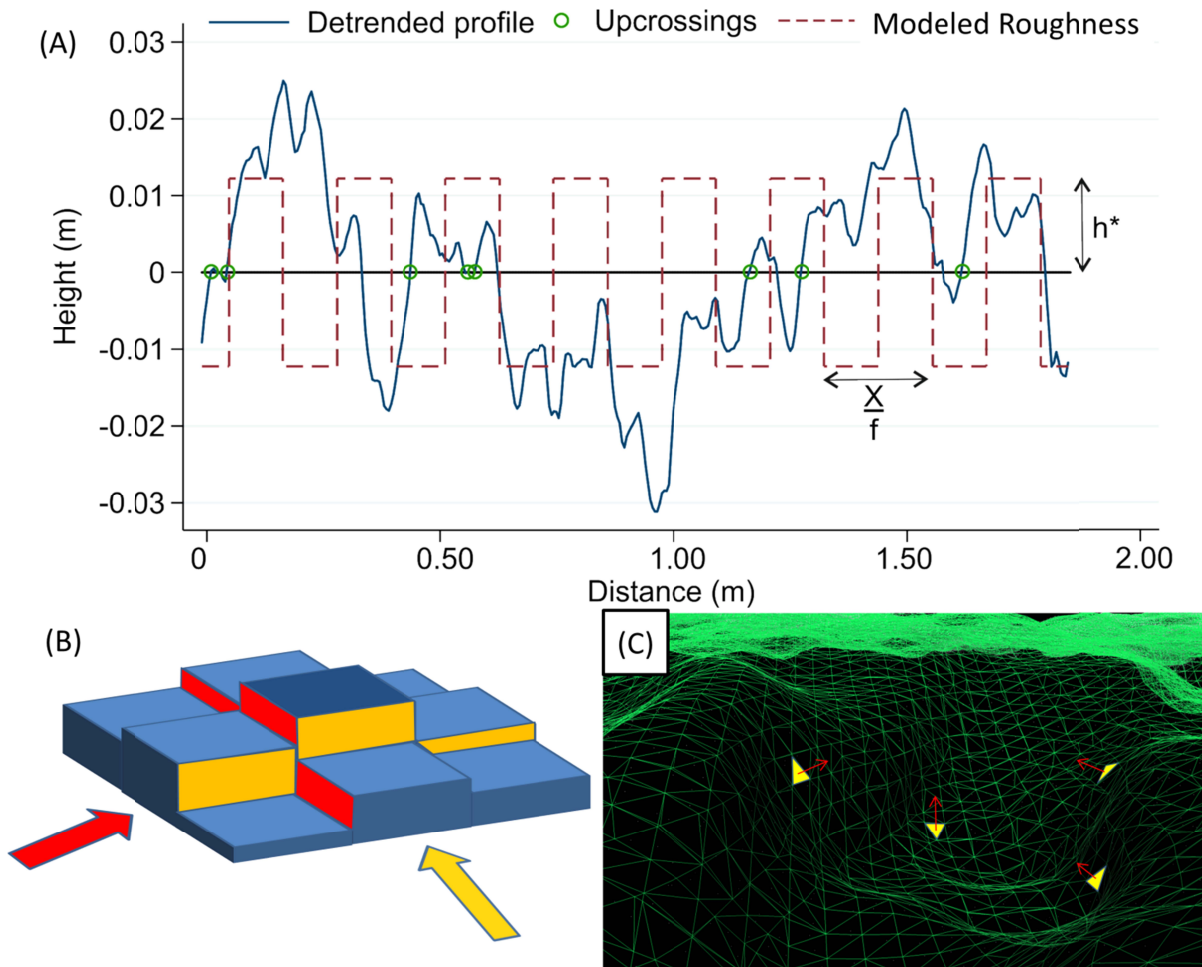 (A)
Detrended profile Upcrossings Modeled Roughness
0.03
0.02
0.01
0
-0.01
-0.02
-0.03
Height (m)
h*
X
f
0 0.50 1.00 1.50 2.00
Distance (m)
(B)
(C)